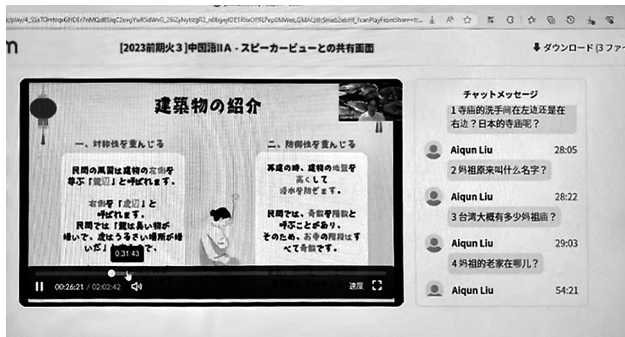 [2023前期火３]中国語ⅡA - スピーカービューとの共有画面
ダウンロード (3 ファイ
建築物の紹介
一、対称性を重んじる
民間の風習は建物の左側を
尊ぶ「龍辺」と呼ばれます。
右側を「虎辺」と
呼ばれます。
民間では「龍は臭い物が
嫌いで、虎はうるさい場所が嫌
いだ」
二、防御性を重んじる
再建の時、建物の地盤を
高くして
浸水を防ぎます。
民間では、奇数を陽数と
呼ぶことがあり、
そのため、お寺の階段はす
べて奇数です。
0:31:43
00:26:21 / 02:02:42
速度
チャットメッセージ
1 寺庙的洗手间在左边还是在
右边？日本的寺庙呢？
Aiqun Liu 28:05
2 妈祖原来叫什么名字？
Aiqun Liu 28:22
3 台湾大概有多少妈祖庙？
Aiqun Liu 29:03
4 妈祖的老家在哪儿？
Aiqun Liu 54:21